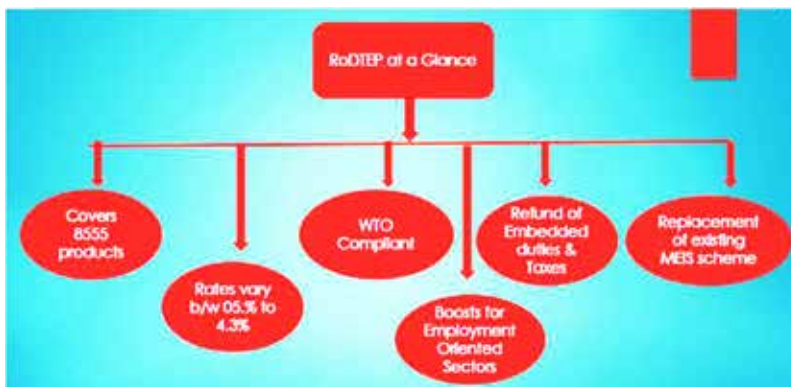 RoDTEP at a Glance
Covers
8555
products
Rates vary
b/w 05.% to
4.3%
WTO
Compliant
Boosts for
Employment
Oriented
Sectors
Refund of
Embedded
duties &
Taxes
Replacement
of existing
MEIS scheme